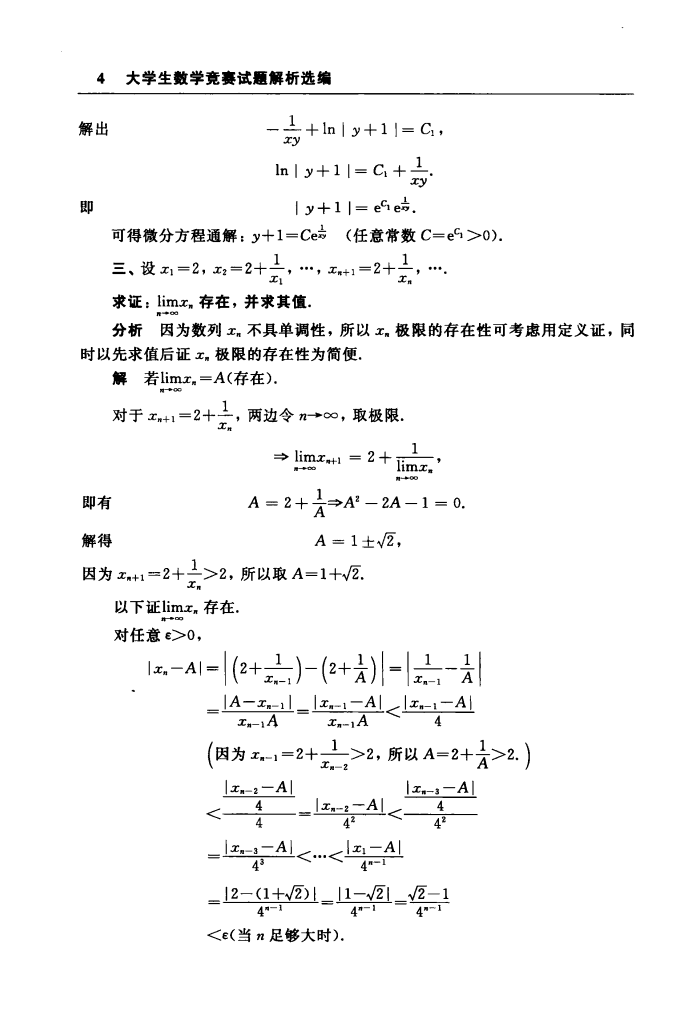 4 大学生数学竞赛试题解析选编
解出 $-\frac{1}{xy}+\ln|y+1|=C_1,$
$\ln|y+1|=C_1+\frac{1}{xy}.$
即 $|y+1|=e^{C_1}e^{\frac{1}{xy}}.$
可得微分方程通解：$y+1=Ce^{\frac{1}{xy}}$ （任意常数 $C=e^{C_1}>0$）.
三、设 $x_1=2, x_2=2+\frac{1}{x_1}, \cdots, x_{n+1}=2+\frac{1}{x_n}, \cdots.$
求证：$\lim_{n\to\infty}x_n$ 存在，并求其值.
分析 因为数列 $x_n$ 不具单调性，所以 $x_n$ 极限的存在性可考虑用定义证，同
时以先求值后证 $x_n$ 极限的存在性为简便.
解 若$\lim_{n\to\infty}x_n=A$(存在).
对于 $x_{n+1}=2+\frac{1}{x_n}$，两边令 $n\to\infty$，取极限.
$\Rightarrow \lim_{n\to\infty}x_{n+1}=2+\frac{1}{\lim_{n\to\infty}x_n},$
即有 $A=2+\frac{1}{A}\Rightarrow A^2-2A-1=0.$
解得 $A=1\pm\sqrt{2},$
因为 $x_{n+1}=2+\frac{1}{x_n}>2$，所以取 $A=1+\sqrt{2}.$
以下证$\lim_{n\to\infty}x_n$ 存在.
对任意 $\varepsilon>0$，
$|x_n-A|=\left|\left(2+\frac{1}{x_{n-1}}\right)-\left(2+\frac{1}{A}\right)\right|=\left|\frac{1}{x_{n-1}}-\frac{1}{A}\right|$
$=\frac{|A-x_{n-1}|}{x_{n-1}A}=\frac{|x_{n-1}-A|}{x_{n-1}A}<\frac{|x_{n-1}-A|}{4}$
$\left(因为 x_{n-1}=2+\frac{1}{x_{n-2}}>2，所以 A=2+\frac{1}{A}>2.\right)$
$<\frac{\frac{|x_{n-2}-A|}{4}}{4}=\frac{|x_{n-2}-A|}{4^2}<\frac{\frac{|x_{n-3}-A|}{4}}{4^2}$
$=\frac{|x_{n-3}-A|}{4^3}<\cdots<\frac{|x_1-A|}{4^{n-1}}$
$=\frac{|2-(1+\sqrt{2})|}{4^{n-1}}=\frac{|1-\sqrt{2}|}{4^{n-1}}=\frac{\sqrt{2}-1}{4^{n-1}}$
$<\varepsilon$(当 $n$ 足够大时).